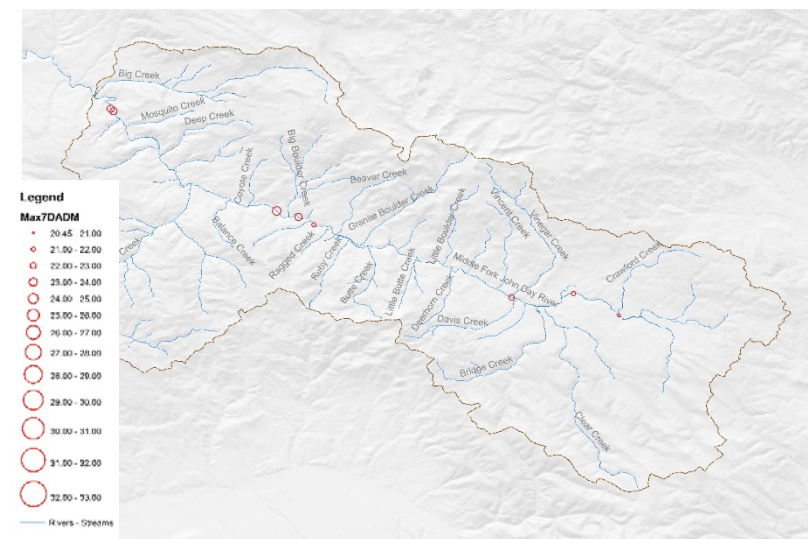 Big Creek
Mosquito Creek
Deep Creek
Coyote Creek
Big Boulder Creek
Beaver Creek
Granite Boulder Creek
Balance Creek
Ragged Creek
Ruby Creek
Butte Creek
Little Butte Creek
Little Boulder Creek
Vincent Creek
Vinegar Creek
Middle Fork John Day River
Deerhorn Creek
Davis Creek
Bridge Creek
Crawford Creek
Clear Creek
Creek
Legend
Max7DADM
20.45 - 21.00
21.00 - 22.00
22.00 - 23.00
23.00 - 24.00
24.00 - 25.00
25.00 - 26.00
26.00 - 27.00
27.00 - 28.00
28.00 - 29.00
29.00 - 30.00
30.00 - 31.00
31.00 - 32.00
32.00 - 33.00
Rivers - Streams